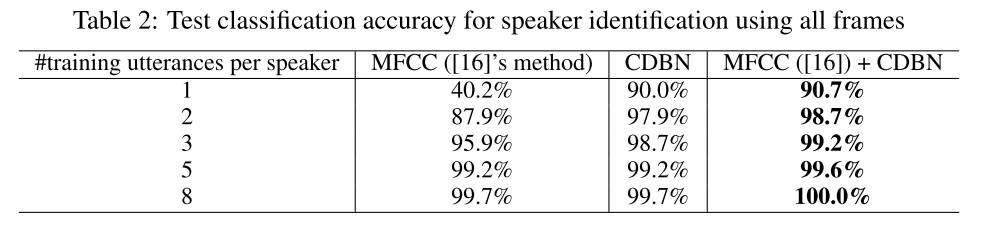 Table 2: Test classification accuracy for speaker identification using all frames
#training utterances per speaker MFCC ([16]'s method) CDBN MFCC ([16]) + CDBN
1 40.2% 90.0% 90.7%
2 87.9% 97.9% 98.7%
3 95.9% 98.7% 99.2%
5 99.2% 99.2% 99.6%
8 99.7% 99.7% 100.0%